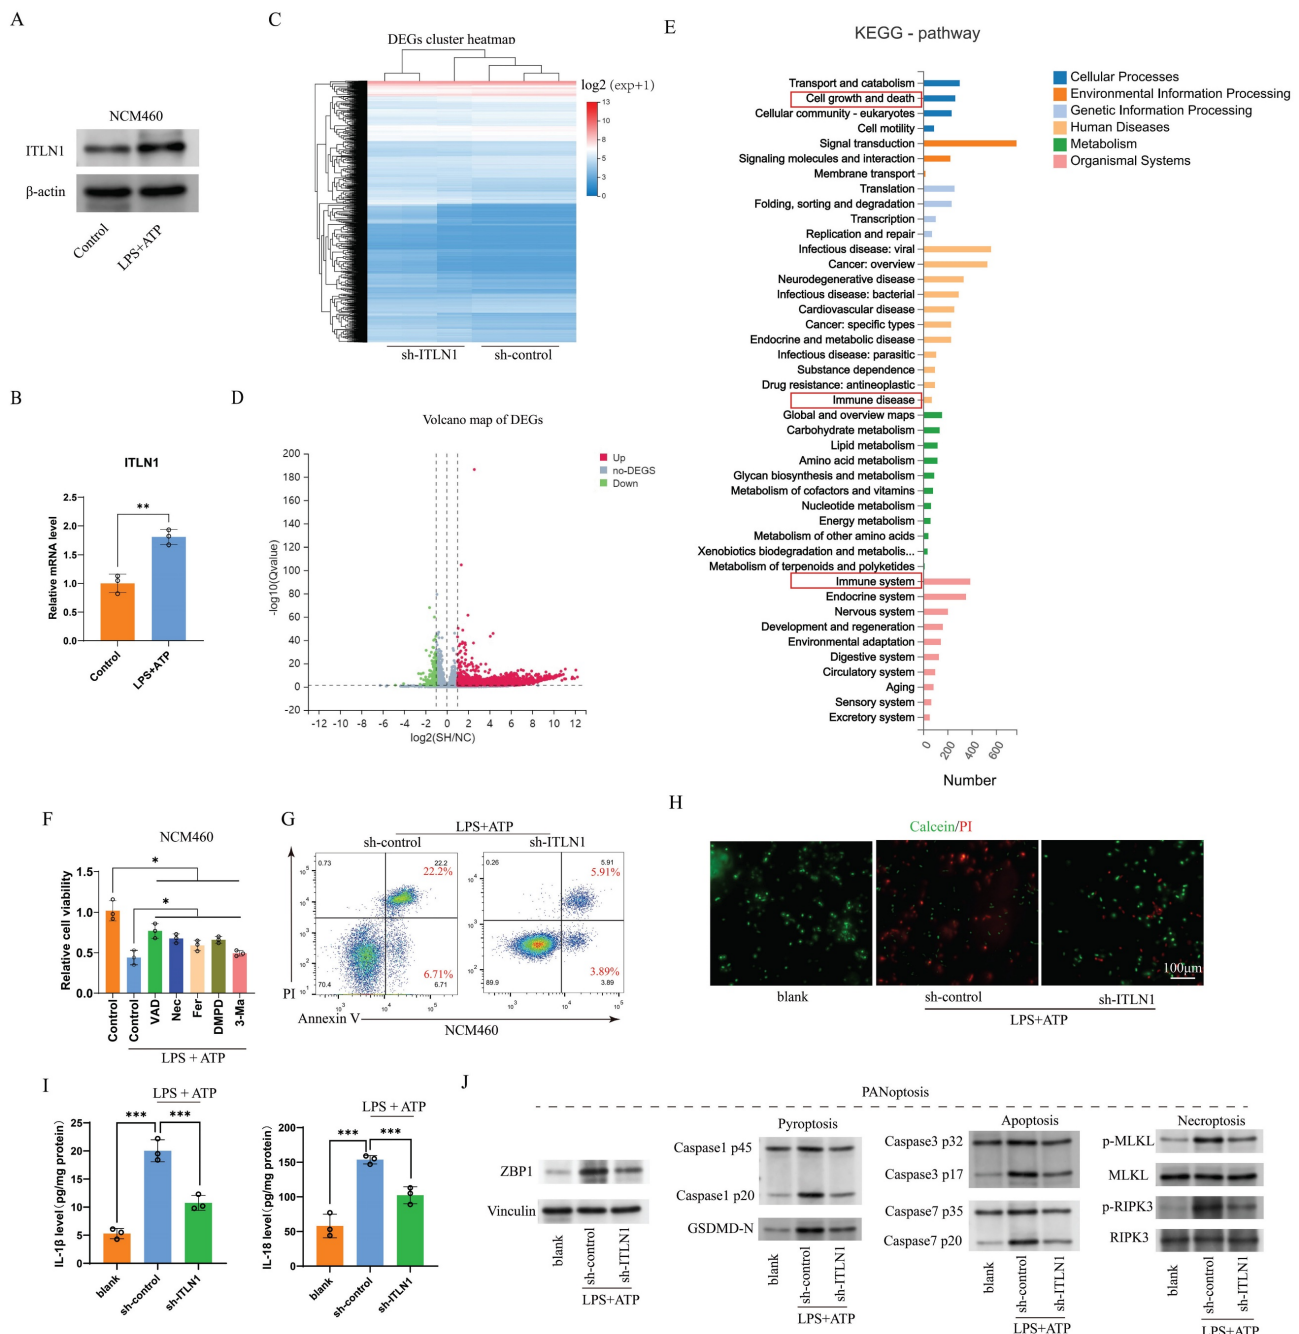 A
NCM460
ITLN1
β-actin
Control
LPS+ATP
B
ITLN1
Relative mRNA level
2.5
2.0
1.5
1.0
0.5
0.0
**
Control
LPS+ATP
C
DEGs cluster heatmap
log2 (exp+1)
13
10
8
6
5
3
0
sh-ITLN1
sh-control
D
Volcano map of DEGs
-log10(Qvalue)
200
180
160
140
120
100
80
60
40
20
0
-20
-12 -10 -8 -6 -4 -2 0 2 4 6 8 10 12
log2(SH/NC)
Up
no-DEGS
Down
E
KEGG - pathway
Transport and catabolism
Cell growth and death
Cellular community - eukaryotes
Cell motility
Signal transduction
Signaling molecules and interaction
Membrane transport
Translation
Folding, sorting and degradation
Transcription
Replication and repair
Infectious disease: viral
Cancer: overview
Neurodegenerative disease
Infectious disease: bacterial
Cardiovascular disease
Cancer: specific types
Endocrine and metabolic disease
Infectious disease: parasitic
Substance dependence
Drug resistance: antineoplastic
Immune disease
Global and overview maps
Carbohydrate metabolism
Lipid metabolism
Amino acid metabolism
Glycan biosynthesis and metabolism
Metabolism of cofactors and vitamins
Nucleotide metabolism
Energy metabolism
Metabolism of other amino acids
Xenobiotics biodegradation and metabolis...
Metabolism of terpenoids and polyketides
Immune system
Endocrine system
Nervous system
Development and regeneration
Environmental adaptation
Digestive system
Circulatory system
Aging
Sensory system
Excretory system
0 200 400 600
Number
Cellular Processes
Environmental Information Processing
Genetic Information Processing
Human Diseases
Metabolism
Organismal Systems
F
NCM460
Relative cell viability
1.5
1.0
0.5
0.0
*
*
Control
Control
VAD
Nec
Fer
DMPD
3-Ma
LPS + ATP
G
LPS+ATP
sh-control
sh-ITLN1
0.73
22.2
22.2%
6.71%
70.4
6.71
0.26
5.91
5.91%
3.89%
89.9
3.89
PI
Annexin V
NCM460
H
Calcein/PI
100μm
blank
sh-control
sh-ITLN1
LPS+ATP
I
LPS + ATP
***
***
IL-1β level(pg/mg protein)
25
20
15
10
5
0
blank
sh-control
sh-ITLN1
LPS + ATP
***
***
IL-18 level(pg/mg protein)
200
150
100
50
0
blank
sh-control
sh-ITLN1
J
PANoptosis
ZBP1
Vinculin
blank
sh-control
sh-ITLN1
LPS+ATP
Pyroptosis
Caspase1 p45
Caspase1 p20
GSDMD-N
blank
sh-control
sh-ITLN1
LPS+ATP
Apoptosis
Caspase3 p32
Caspase3 p17
Caspase7 p35
Caspase7 p20
blank
sh-control
sh-ITLN1
LPS+ATP
Necroptosis
p-MLKL
MLKL
p-RIPK3
RIPK3
blank
sh-control
sh-ITLN1
LPS+ATP